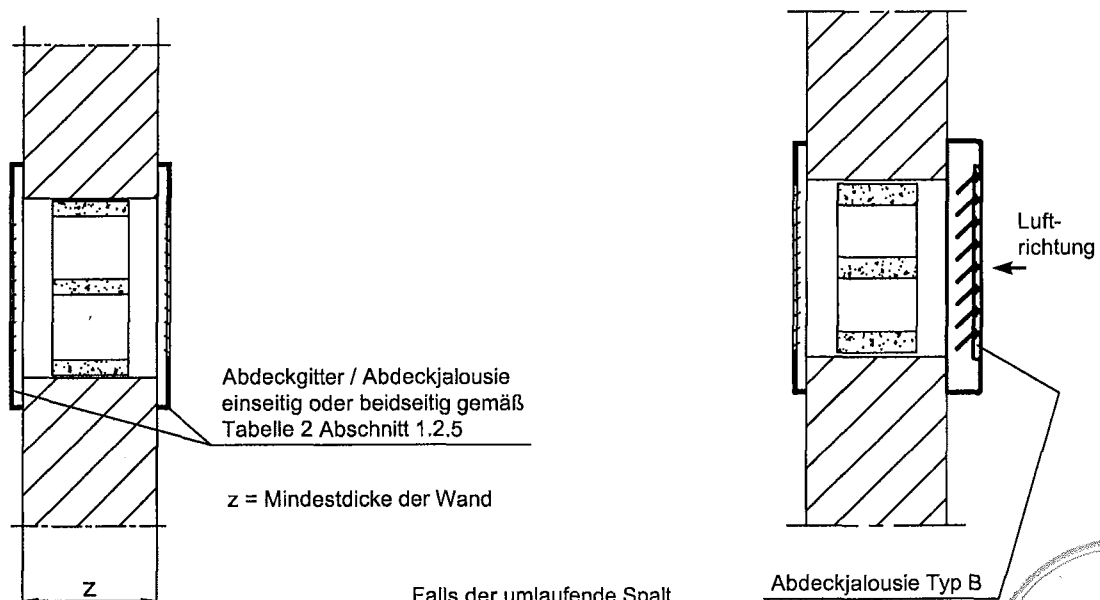 Luft-
richtung
Abdeckgitter / Abdeckjalousie
einseitig oder beidseitig gemäß
Tabelle 2 Abschnitt 1.2.5
z = Mindestdicke der Wand
z
Falls der umlaufende Spalt
Abdeckjalousie Typ B